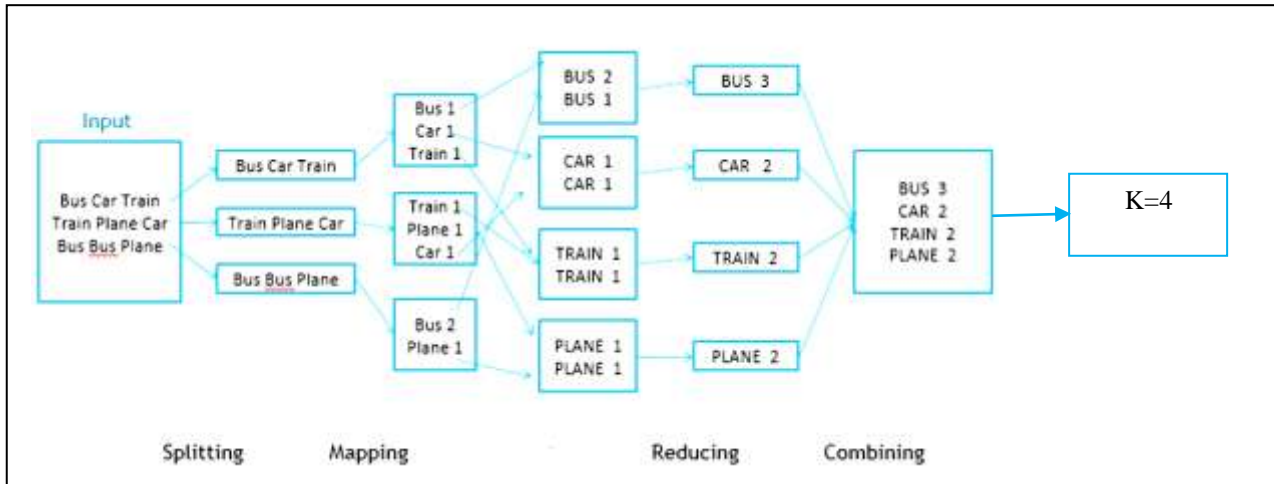 Input
Bus Car Train
Train Plane Car
Bus Bus Plane
Bus Car Train
Train Plane Car
Bus Bus Plane
Bus 1
Car 1
Train 1
Train 1
Plane 1
Car 1
Bus 2
Plane 1
BUS 2
BUS 1
CAR 1
CAR 1
TRAIN 1
TRAIN 1
PLANE 1
PLANE 1
BUS 3
CAR 2
TRAIN 2
PLANE 2
BUS 3
CAR 2
TRAIN 2
PLANE 2
K=4
Splitting
Mapping
Reducing
Combining